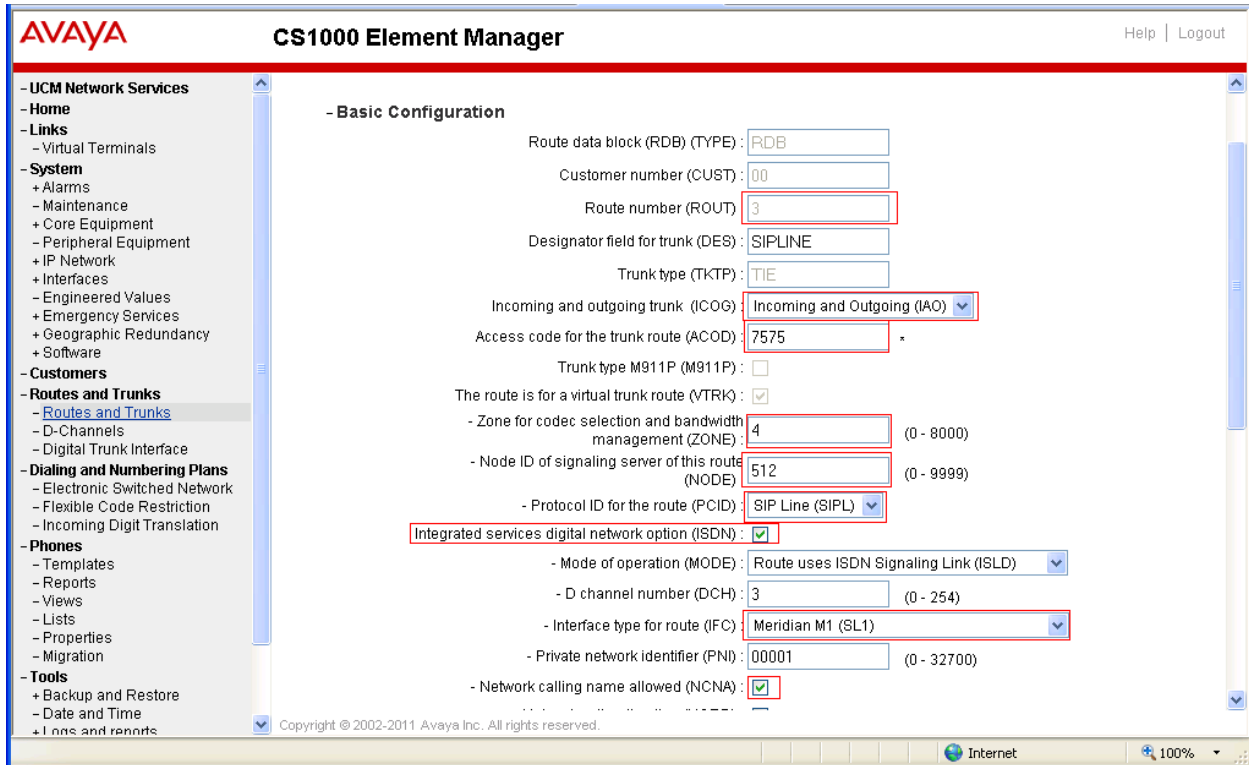 AVAYA
CS1000 Element Manager
Help | Logout
- UCM Network Services
- Home
- Links
- Virtual Terminals
- System
+ Alarms
- Maintenance
+ Core Equipment
- Peripheral Equipment
+ IP Network
+ Interfaces
- Engineered Values
+ Emergency Services
+ Geographic Redundancy
+ Software
- Customers
- Routes and Trunks
- Routes and Trunks
- D-Channels
- Digital Trunk Interface
- Dialing and Numbering Plans
- Electronic Switched Network
- Flexible Code Restriction
- Incoming Digit Translation
- Phones
- Templates
- Reports
- Views
- Lists
- Properties
- Migration
- Tools
+ Backup and Restore
- Date and Time
+ Logs and reports
- Basic Configuration
Route data block (RDB) (TYPE) : RDB
Customer number (CUST) : 00
Route number (ROUT) 3
Designator field for trunk (DES) : SIPLINE
Trunk type (TKTP) : TIE
Incoming and outgoing trunk (ICOG) : Incoming and Outgoing (IAO)
Access code for the trunk route (ACOD) : 7575 *
Trunk type M911P (M911P) :
The route is for a virtual trunk route (VTRK) :
- Zone for codec selection and bandwidth
management (ZONE) : 4 (0 - 8000)
- Node ID of signaling server of this route
(NODE) 512 (0 - 9999)
- Protocol ID for the route (PCID) : SIP Line (SIPL)
Integrated services digital network option (ISDN) :
- Mode of operation (MODE) : Route uses ISDN Signaling Link (ISLD)
- D channel number (DCH) : 3 (0 - 254)
- Interface type for route (IFC) : Meridian M1 (SL1)
- Private network identifier (PNI) : 00001 (0 - 32700)
- Network calling name allowed (NCNA) :
Copyright © 2002-2011 Avaya Inc. All rights reserved.
Internet
100%